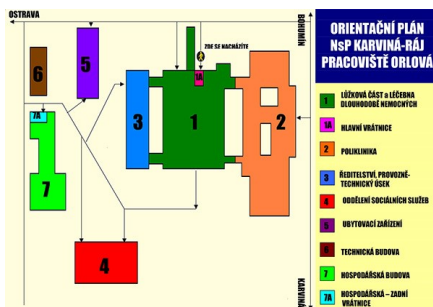 OSTRAVA
BOHUMÍN
ZDE SE NACHÁZÍTE
1A
5
6
7A
3
1
2
7
4
KARVINÁ
ORIENTAČNÍ PLÁN
NsP KARVINÁ-RÁJ
PRACOVIŠTĚ ORLOVÁ
1 LŮŽKOVÁ ČÁST a LÉČEBNA
DLOUHODOBĚ NEMOCNÝCH
1A HLAVNÍ VRÁTNICE
2 POLIKLINIKA
3 ŘEDITELSTVÍ, PROVOZNĚ-
TECHNICKÝ ÚSEK
4 ODDĚLENÍ SOCIÁLNÍCH SLUŽEB
5 UBYTOVACÍ ZAŘÍZENÍ
6 TECHNICKÁ BUDOVA
7 HOSPODÁŘSKÁ BUDOVA
7A HOSPODÁŘSKÁ – ZADNÍ
VRÁTNICE